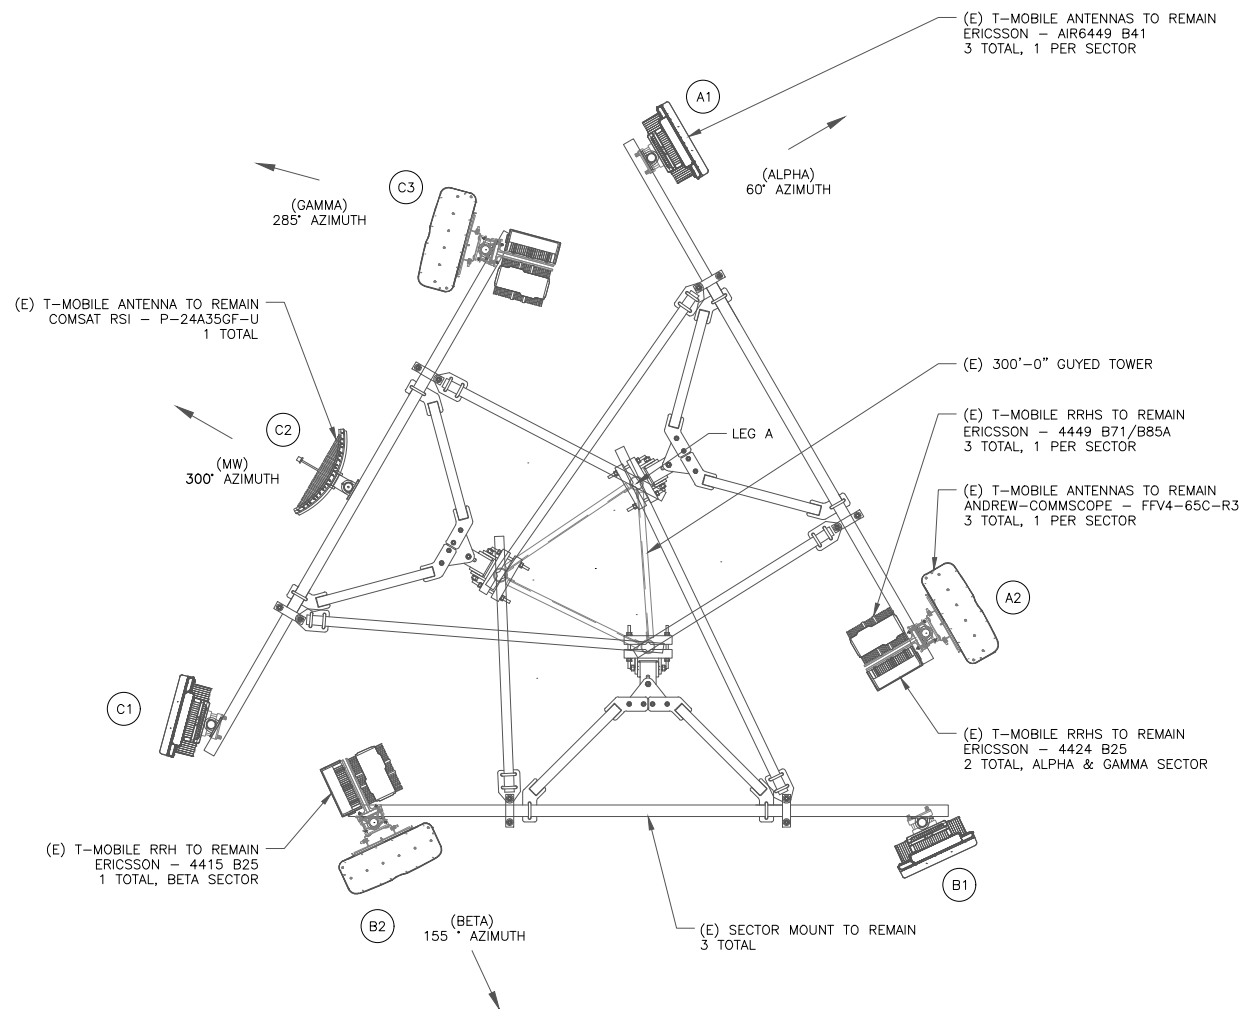 (E) T-MOBILE ANTENNAS TO REMAIN
ERICSSON - AIR6449 B41
3 TOTAL, 1 PER SECTOR
A1
(ALPHA)
60° AZIMUTH
C3
(GAMMA)
285° AZIMUTH
(E) T-MOBILE ANTENNA TO REMAIN
COMSAT RSI - P-24A35GF-U
1 TOTAL
(E) 300'-0" GUYED TOWER
C2
(MW)
300° AZIMUTH
LEG A
(E) T-MOBILE RRHS TO REMAIN
ERICSSON - 4449 B71/B85A
3 TOTAL, 1 PER SECTOR
(E) T-MOBILE ANTENNAS TO REMAIN
ANDREW-COMMSCOPE - FFV4-65C-R3
3 TOTAL, 1 PER SECTOR
A2
C1
(E) T-MOBILE RRHS TO REMAIN
ERICSSON - 4424 B25
2 TOTAL, ALPHA & GAMMA SECTOR
(E) T-MOBILE RRH TO REMAIN
ERICSSON - 4415 B25
1 TOTAL, BETA SECTOR
B1
B2
(BETA)
155 ° AZIMUTH
(E) SECTOR MOUNT TO REMAIN
3 TOTAL